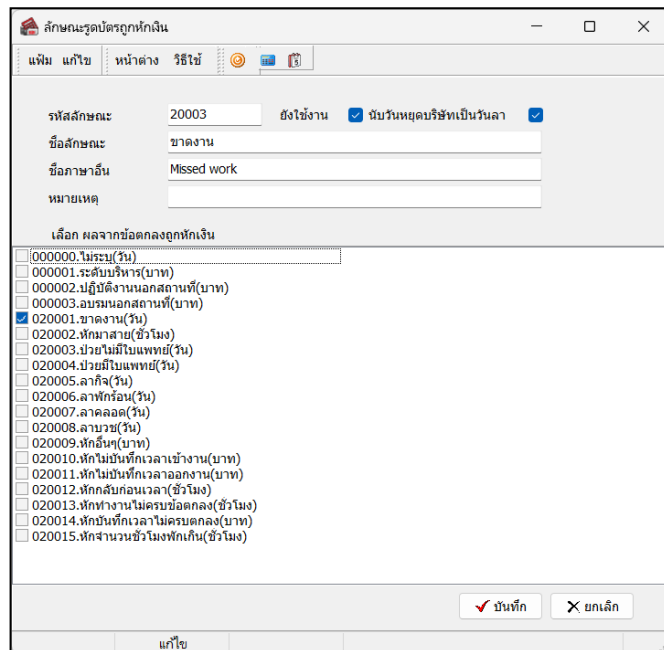 ลักษณะรูดบัตรถูกหักเงิน
แฟ้ม แก้ไข หน้าต่าง วิธีใช้
รหัสลักษณะ 20003 ยังใช้งาน นับวันหยุดบริษัทเป็นวันลา
ชื่อลักษณะ ขาดงาน
ชื่อภาษาอื่น Missed work
หมายเหตุ
เลือก ผลจากข้อตกลงถูกหักเงิน
000000.ไม่ระบุ(วัน)
000001.ระดับบริหาร(บาท)
000002.ปฏิบัติงานนอกสถานที่(บาท)
000003.อบรมนอกสถานที่(บาท)
020001.ขาดงาน(วัน)
020002.หักมาสาย(ชั่วโมง)
020003.ป่วยไม่มีใบแพทย์(วัน)
020004.ป่วยมีใบแพทย์(วัน)
020005.ลากิจ(วัน)
020006.ลาพักร้อน(วัน)
020007.ลาคลอด(วัน)
020008.ลาบวช(วัน)
020009.หักอื่นๆ(บาท)
020010.หักไม่บันทึกเวลาเข้างาน(บาท)
020011.หักไม่บันทึกเวลาออกงาน(บาท)
020012.หักกลับก่อนเวลา(ชั่วโมง)
020013.หักทำงานไม่ครบข้อตกลง(ชั่วโมง)
020014.หักบันทึกเวลาไม่ครบตกลง(บาท)
020015.หักจำนวนชั่วโมงพักเกิน(ชั่วโมง)
บันทึก ยกเลิก
แก้ไข